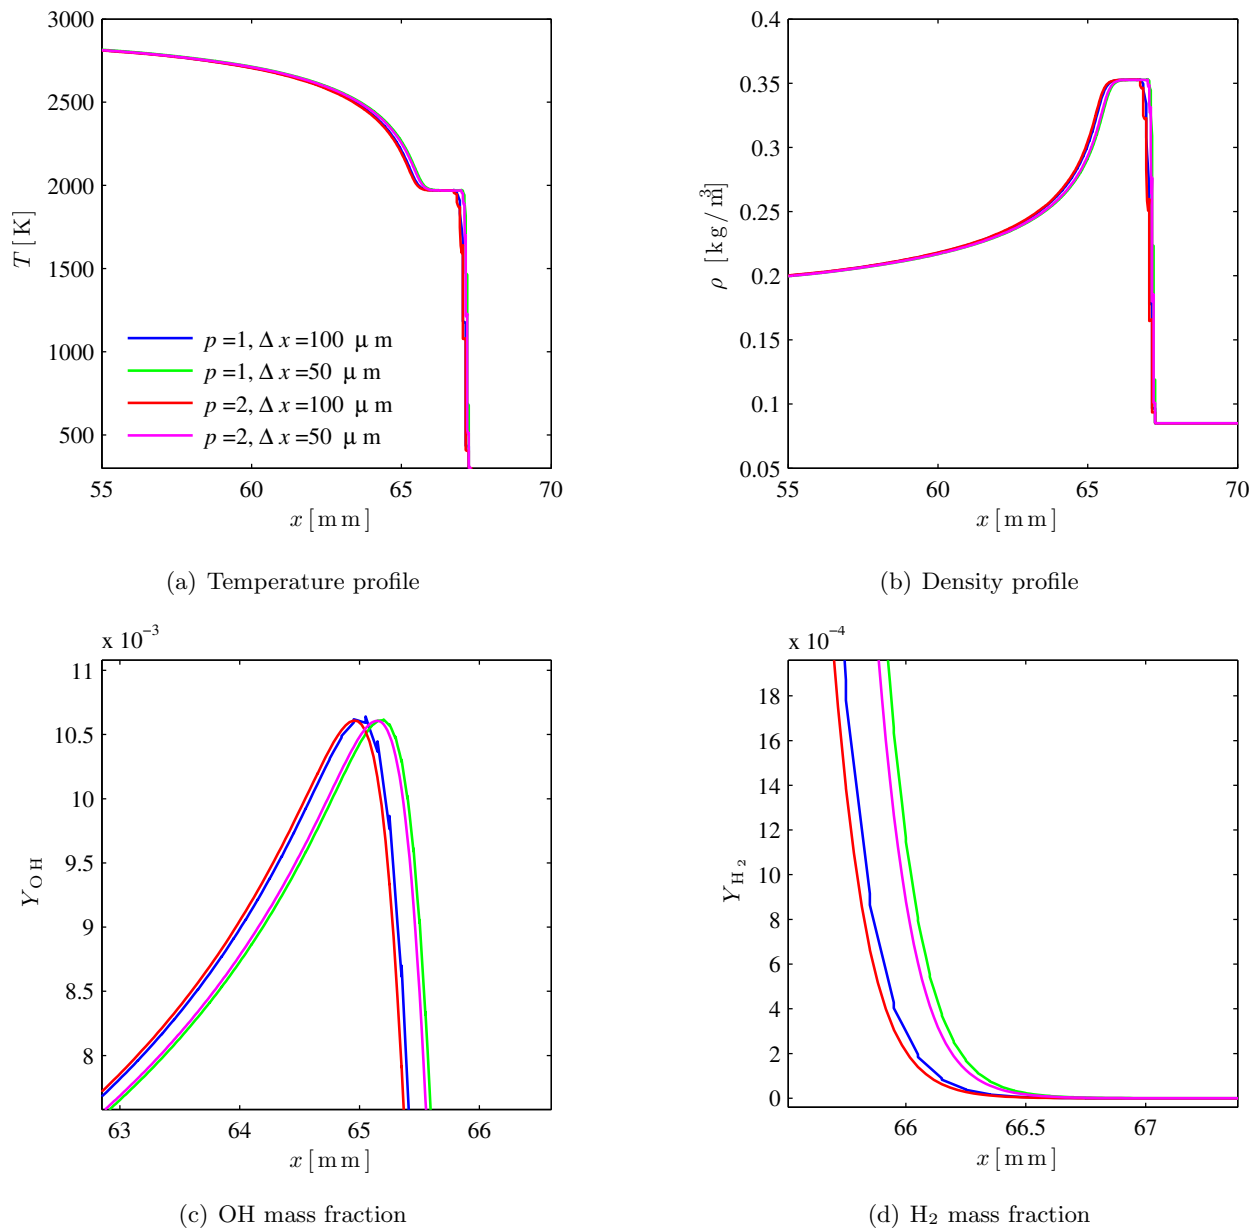 3000
2500
2000
1500
1000
500
T [K]
p =1, Δ x =100 μ m
p =1, Δ x =50 μ m
p =2, Δ x =100 μ m
p =2, Δ x =50 μ m
55 60 65 70
x [mm]
(a) Temperature profile
0.4
0.35
0.3
0.25
0.2
0.15
0.1
0.05
ρ [kg/m³]
55 60 65 70
x [mm]
(b) Density profile
x 10⁻³
11
10.5
10
9.5
9
8.5
8
Y_OH
63 64 65 66
x [mm]
(c) OH mass fraction
x 10⁻⁴
18
16
14
12
10
8
6
4
2
0
Y_H₂
66 66.5 67
x [mm]
(d) H₂ mass fraction